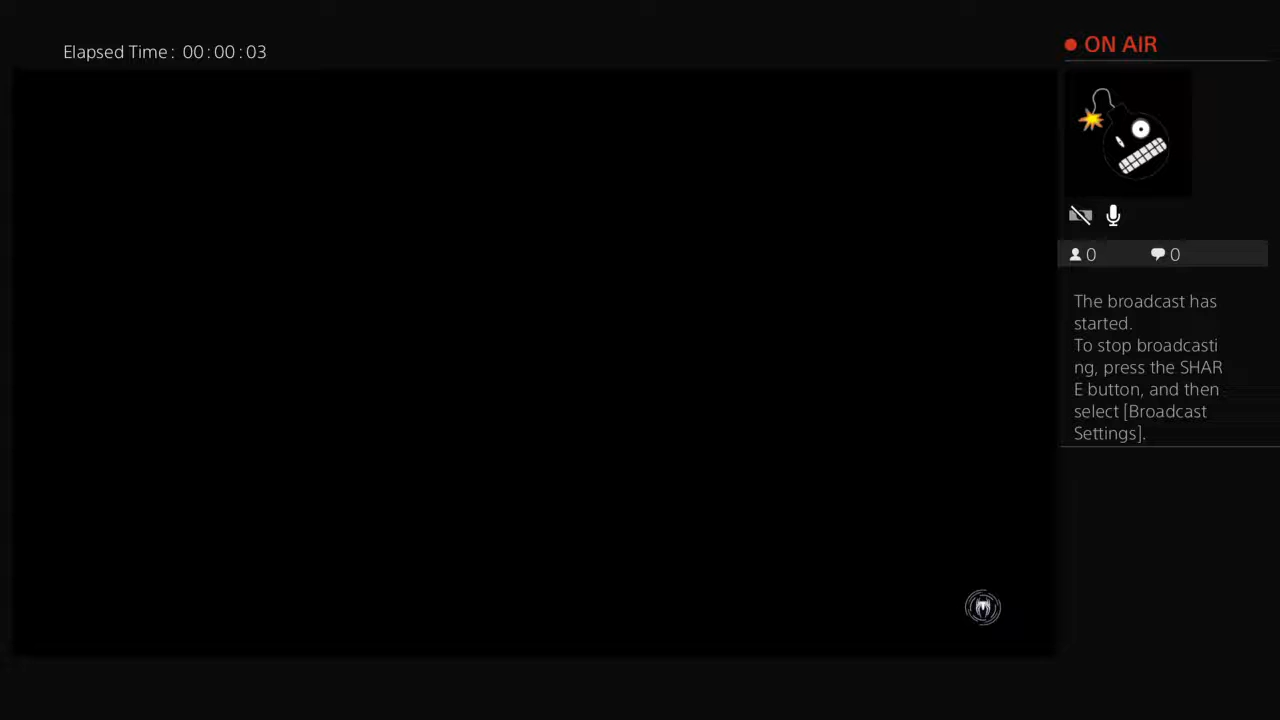 Elapsed Time: 00:00:03
ON AIR
0 0
The broadcast has
started.
To stop broadcasti
ng, press the SHAR
E button, and then
select [Broadcast
Settings].